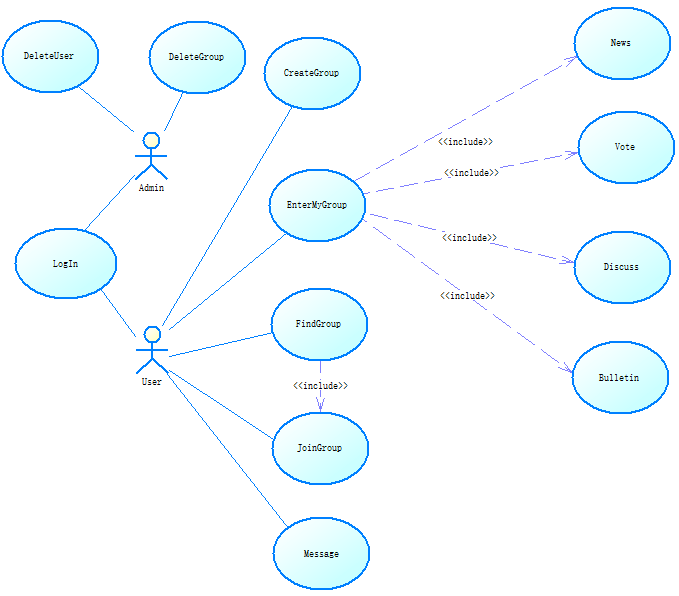 DeleteUser
DeleteGroup
CreateGroup
News
Admin
<<include>>
Vote
<<include>>
EnterMyGroup
<<include>>
LogIn
Discuss
<<include>>
FindGroup
User
<<include>>
Bulletin
JoinGroup
Message